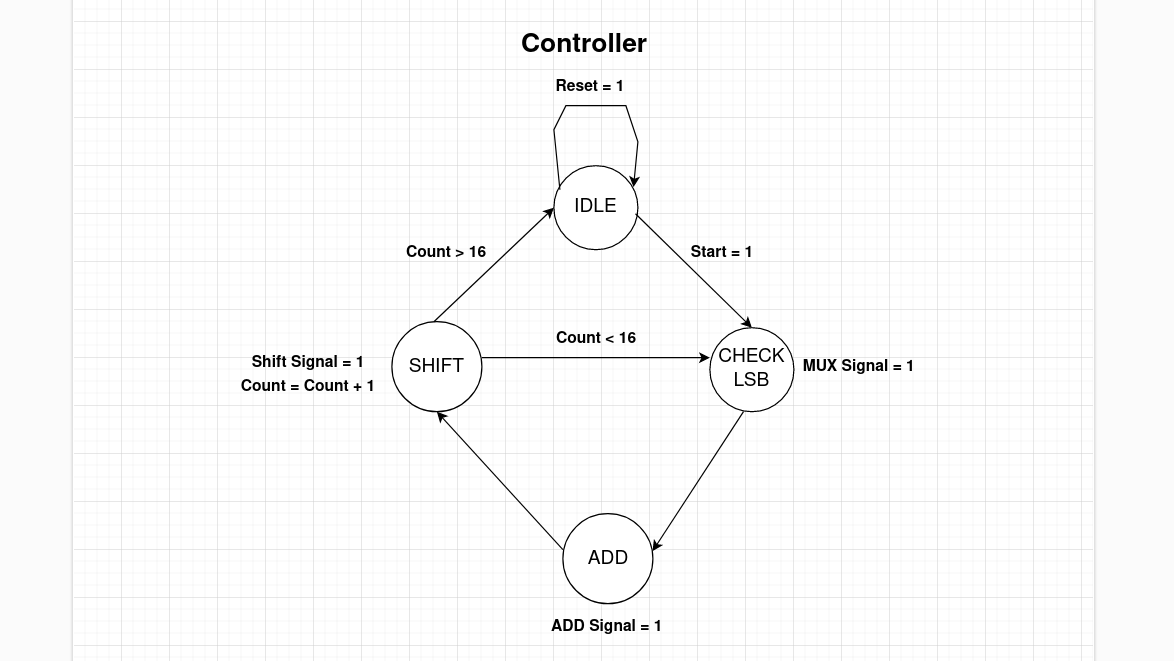 Controller
Reset = 1
IDLE
Count > 16
Start = 1
Count < 16
SHIFT
CHECK
LSB
Shift Signal = 1
Count = Count + 1
MUX Signal = 1
ADD
ADD Signal = 1